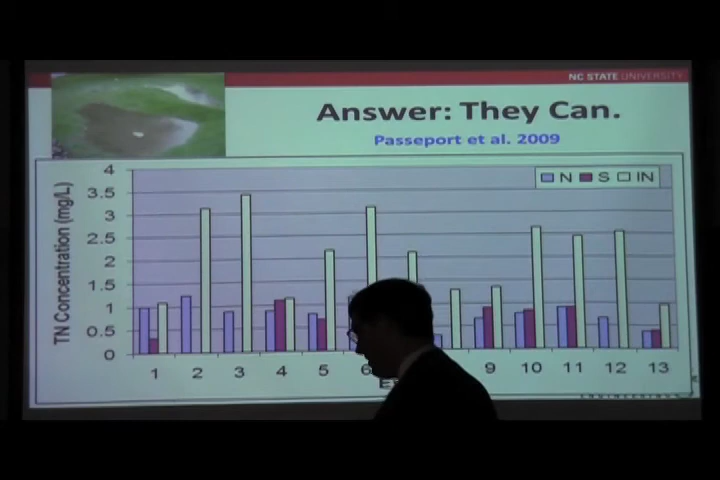 NC STATE UNIVERSITY
Answer: They Can.
Passeport et al. 2009
N S IN
TN Concentration (mg/L)
4
3.5
3
2.5
2
1.5
1
0.5
0
1 2 3 4 5 6 9 10 11 12 13